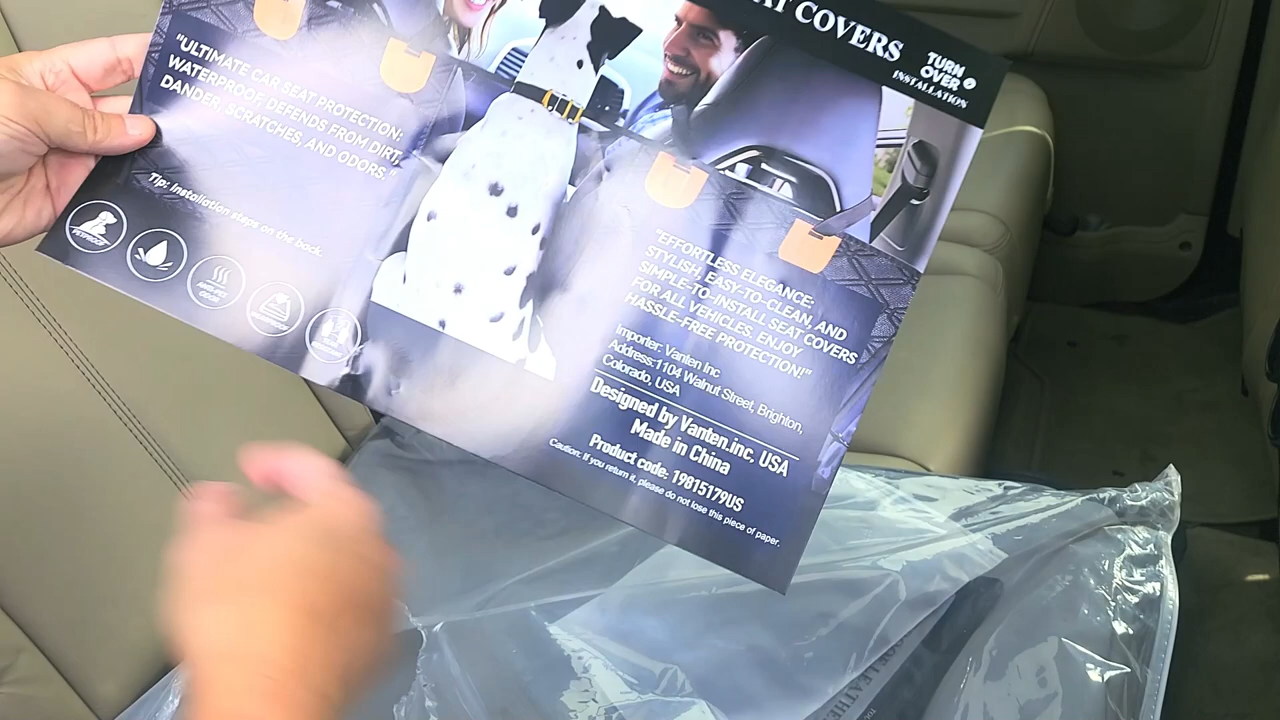 AT COVERS
TURN
OVER
INSTALLATION
"ULTIMATE CAR SEAT PROTECTION:
WATERPROOF, DEFENDS FROM DIRT,
DANDER, SCRATCHES, AND ODORS."
Tip: Installation steps on the back.
"EFFORTLESS ELEGANCE:
STYLISH, EASY-TO-CLEAN, AND
SIMPLE-TO-INSTALL SEAT COVERS
FOR ALL VEHICLES. ENJOY
HASSLE-FREE PROTECTION!"
Importer: Vanten Inc
Address:1104 Walnut Street, Brighton,
Colorado, USA
Designed by Vanten.inc, USA
Made in China
Product code: 19815179US
Caution: If you return it, please do not lose this piece of paper.
LEATHER